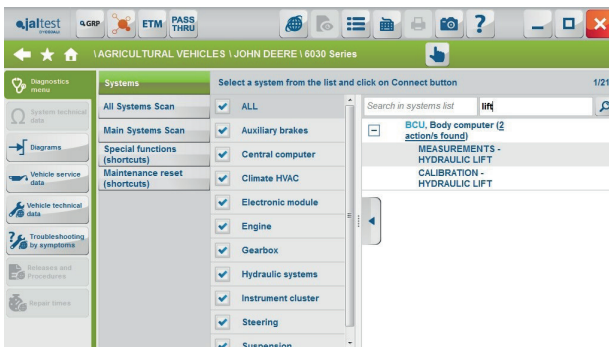 ajaltest
GRP
ETM
PASS
THRU
?
\ AGRICULTURAL VEHICLES \ JOHN DEERE \ 6030 Series
Diagnostics
menu
System technical
data
Diagrams
Vehicle service
data
Vehicle technical
data
Troubleshooting
by symptoms
Releases and
Procedures
Repair times
Systems
All Systems Scan
Main Systems Scan
Special functions
(shortcuts)
Maintenance reset
(shortcuts)
Select a system from the list and click on Connect button
1/21
ALL
Auxiliary brakes
Central computer
Climate HVAC
Electronic module
Engine
Gearbox
Hydraulic systems
Instrument cluster
Steering
Suspension
Search in systems list
lift
BCU, Body computer (2
action/s found)
MEASUREMENTS -
HYDRAULIC LIFT
CALIBRATION -
HYDRAULIC LIFT